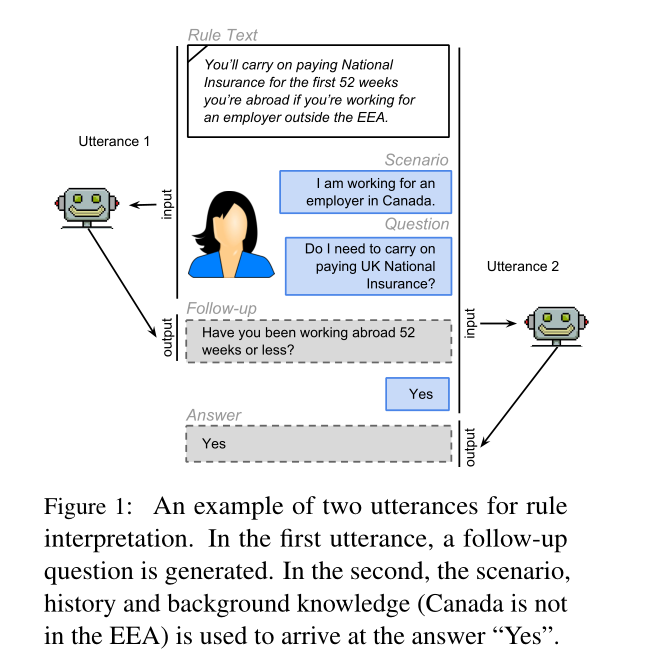 Rule Text
You'll carry on paying National
Insurance for the first 52 weeks
you're abroad if you're working for
an employer outside the EEA.
Utterance 1
input
Scenario
I am working for an
employer in Canada.
Question
Do I need to carry on
paying UK National
Insurance?
Utterance 2
Follow-up
output
Have you been working abroad 52
weeks or less?
input
Yes
Answer
Yes
output
Figure 1: An example of two utterances for rule
interpretation. In the first utterance, a follow-up
question is generated. In the second, the scenario,
history and background knowledge (Canada is not
in the EEA) is used to arrive at the answer “Yes”.